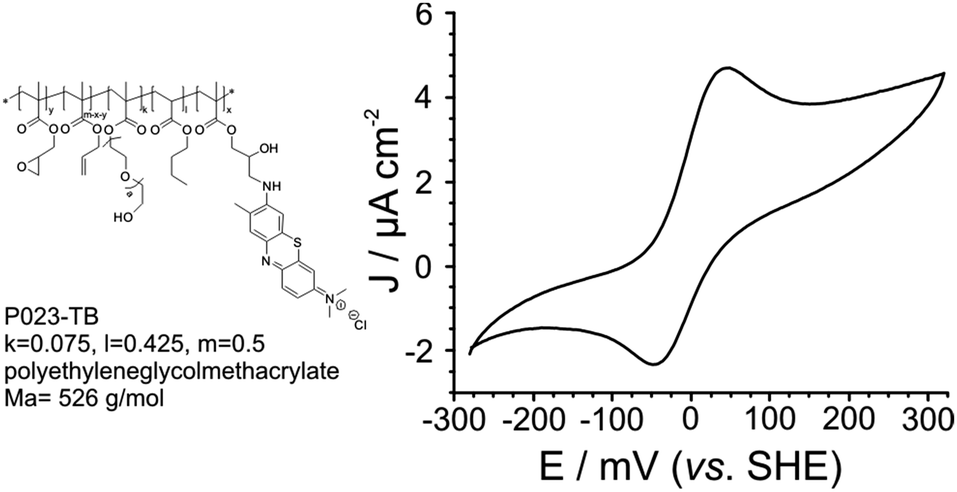 * y m-x-y k l x *
O O O O O O O O O O
O O OH
HO NH
S
N
N
⊕
⊖
Cl
P023-TB
k=0.075, l=0.425, m=0.5
polyethyleneglycolmethacrylate
Ma= 526 g/mol
6
4
2
0
-2
J / µA cm-2
-300 -200 -100 0 100 200 300
E / mV (vs. SHE)